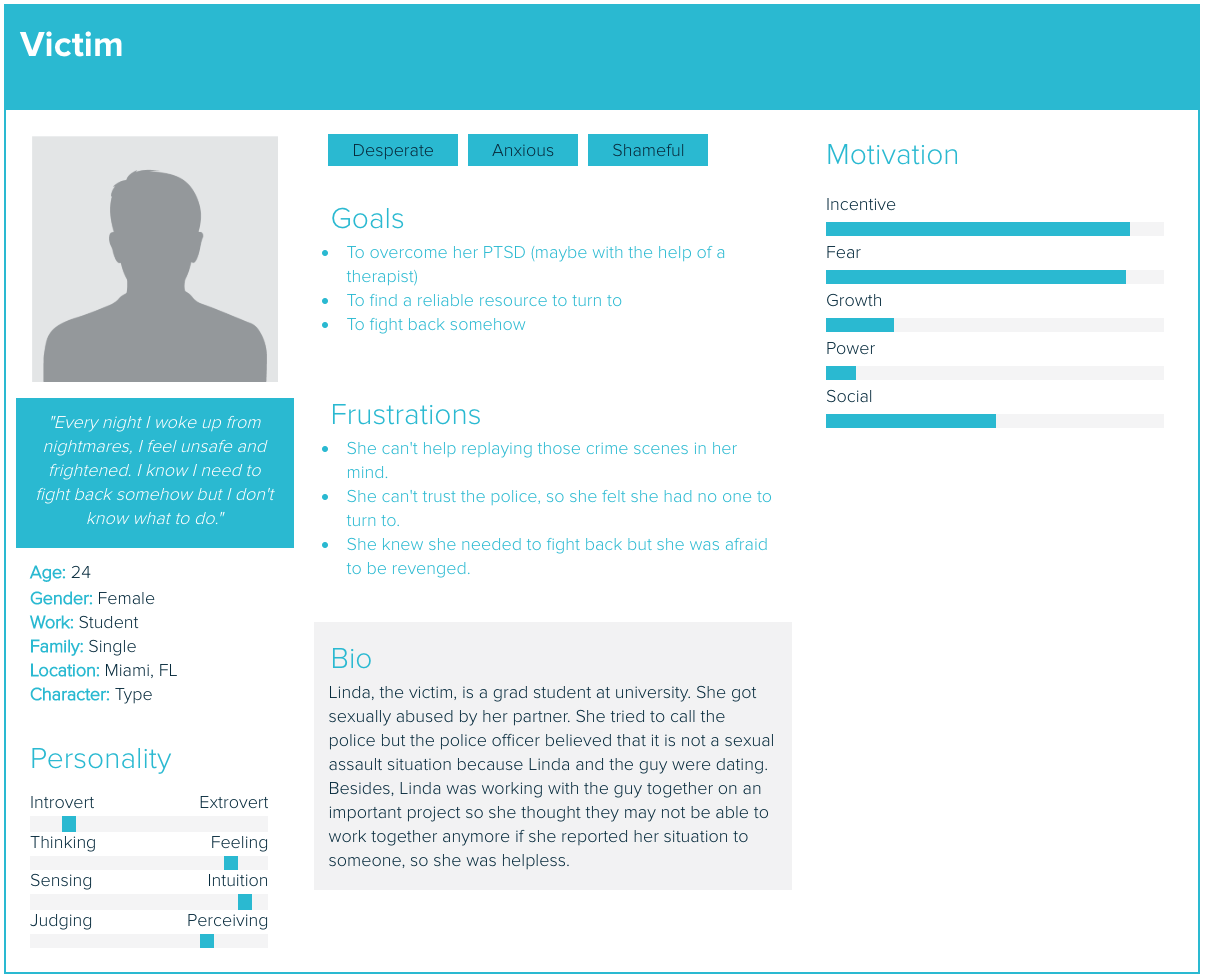 Victim
Desperate
Anxious
Shameful
Goals
• To overcome her PTSD (maybe with the help of a
therapist)
• To find a reliable resource to turn to
• To fight back somehow
Frustrations
• She can't help replaying those crime scenes in her
mind.
• She can't trust the police, so she felt she had no one to
turn to.
• She knew she needed to fight back but she was afraid
to be revenged.
Bio
Linda, the victim, is a grad student at university. She got
sexually abused by her partner. She tried to call the
police but the police officer believed that it is not a sexual
assault situation because Linda and the guy were dating.
Besides, Linda was working with the guy together on an
important project so she thought they may not be able to
work together anymore if she reported her situation to
someone, so she was helpless.
"Every night I woke up from
nightmares, I feel unsafe and
frightened. I know I need to
fight back somehow but I don't
know what to do."
Age: 24
Gender: Female
Work: Student
Family: Single
Location: Miami, FL
Character: Type
Personality
Introvert Extrovert
Thinking Feeling
Sensing Intuition
Judging Perceiving
Motivation
Incentive
Fear
Growth
Power
Social